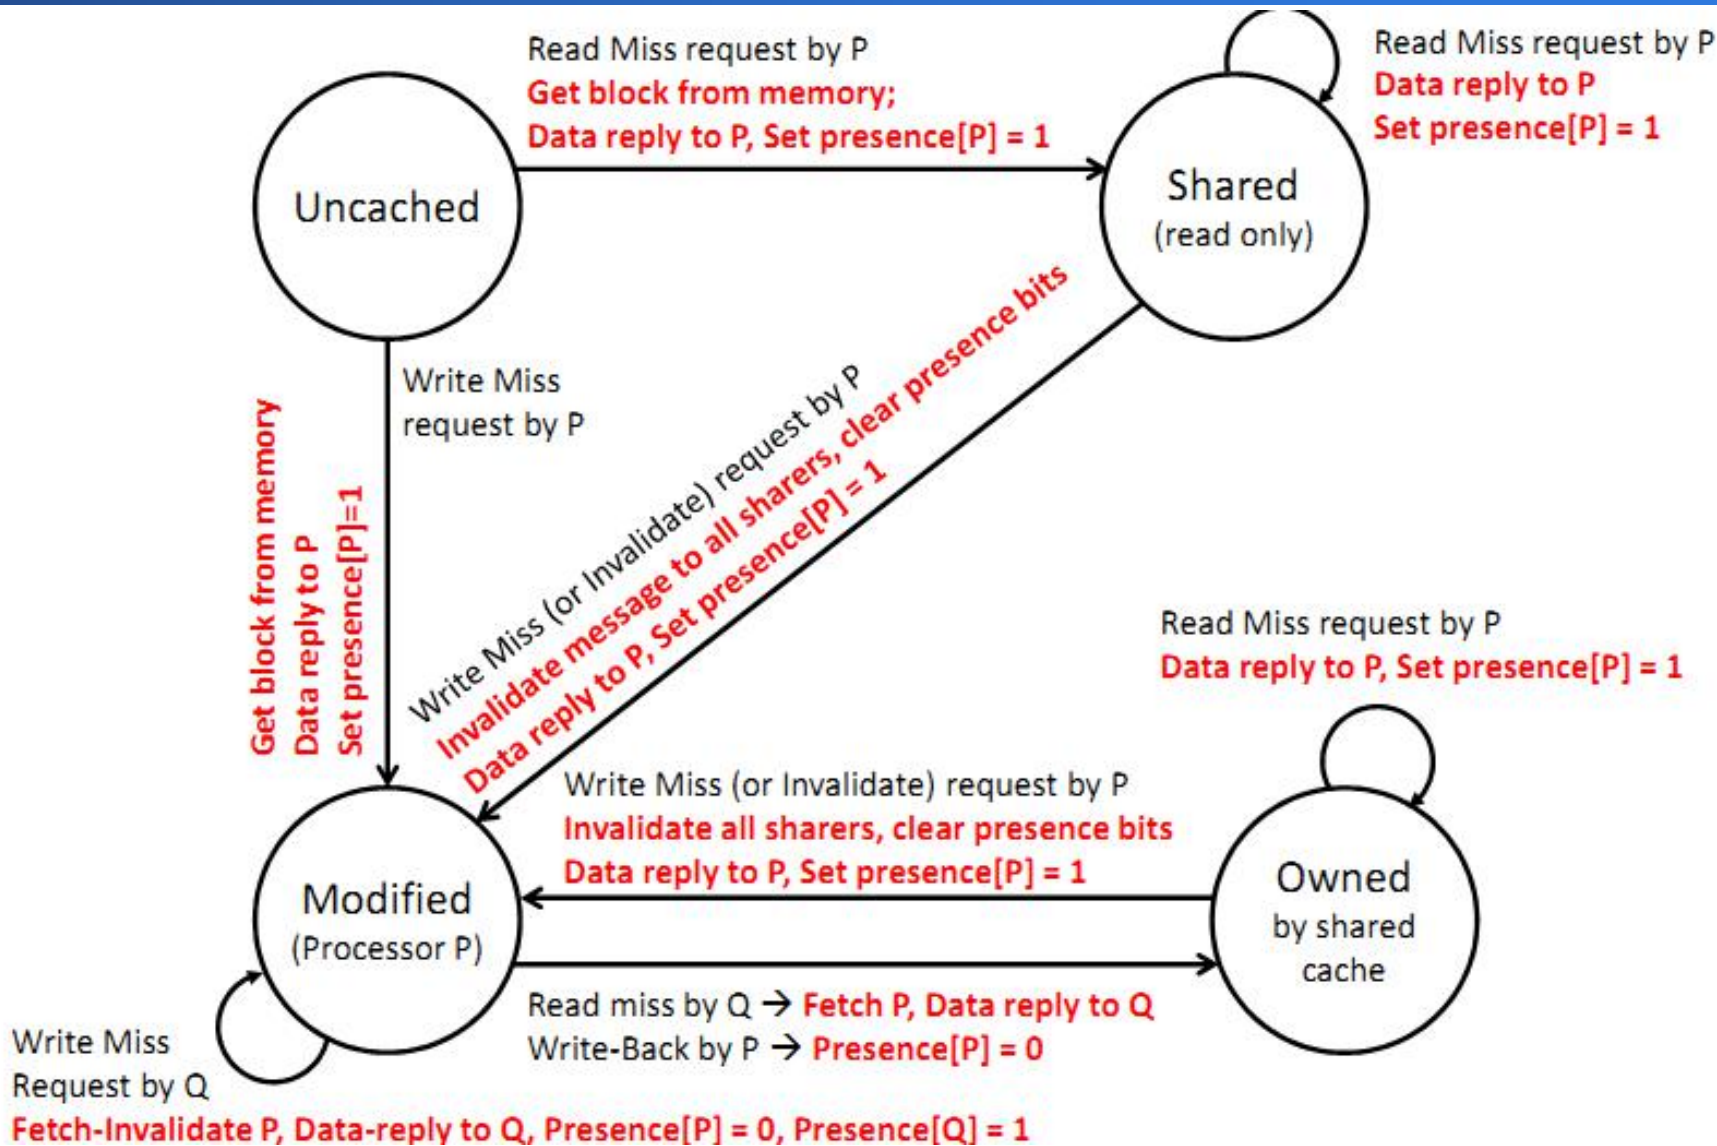 Read Miss request by P
Get block from memory;
Data reply to P, Set presence[P] = 1
Read Miss request by P
Data reply to P
Set presence[P] = 1
Uncached
Shared
(read only)
Write Miss
request by P
Get block from memory
Data reply to P
Set presence[P]=1
Write Miss (or Invalidate) request by P
Invalidate message to all sharers, clear presence bits
Data reply to P, Set presence[P] = 1
Read Miss request by P
Data reply to P, Set presence[P] = 1
Write Miss (or Invalidate) request by P
Invalidate all sharers, clear presence bits
Data reply to P, Set presence[P] = 1
Modified
(Processor P)
Owned
by shared
cache
Read miss by Q → Fetch P, Data reply to Q
Write-Back by P → Presence[P] = 0
Write Miss
Request by Q
Fetch-Invalidate P, Data-reply to Q, Presence[P] = 0, Presence[Q] = 1